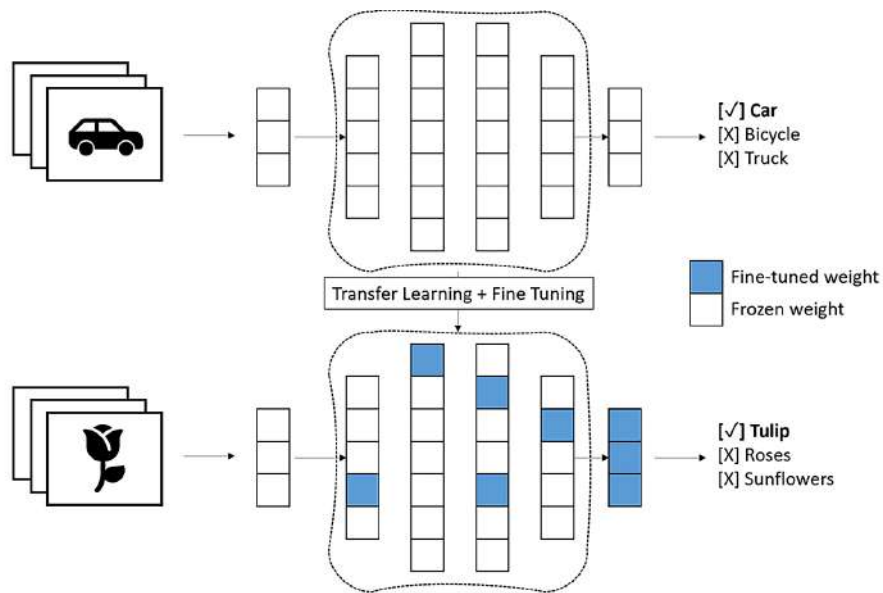 [√] Car
[X] Bicycle
[X] Truck
Transfer Learning + Fine Tuning
Fine-tuned weight
Frozen weight
[√] Tulip
[X] Roses
[X] Sunflowers